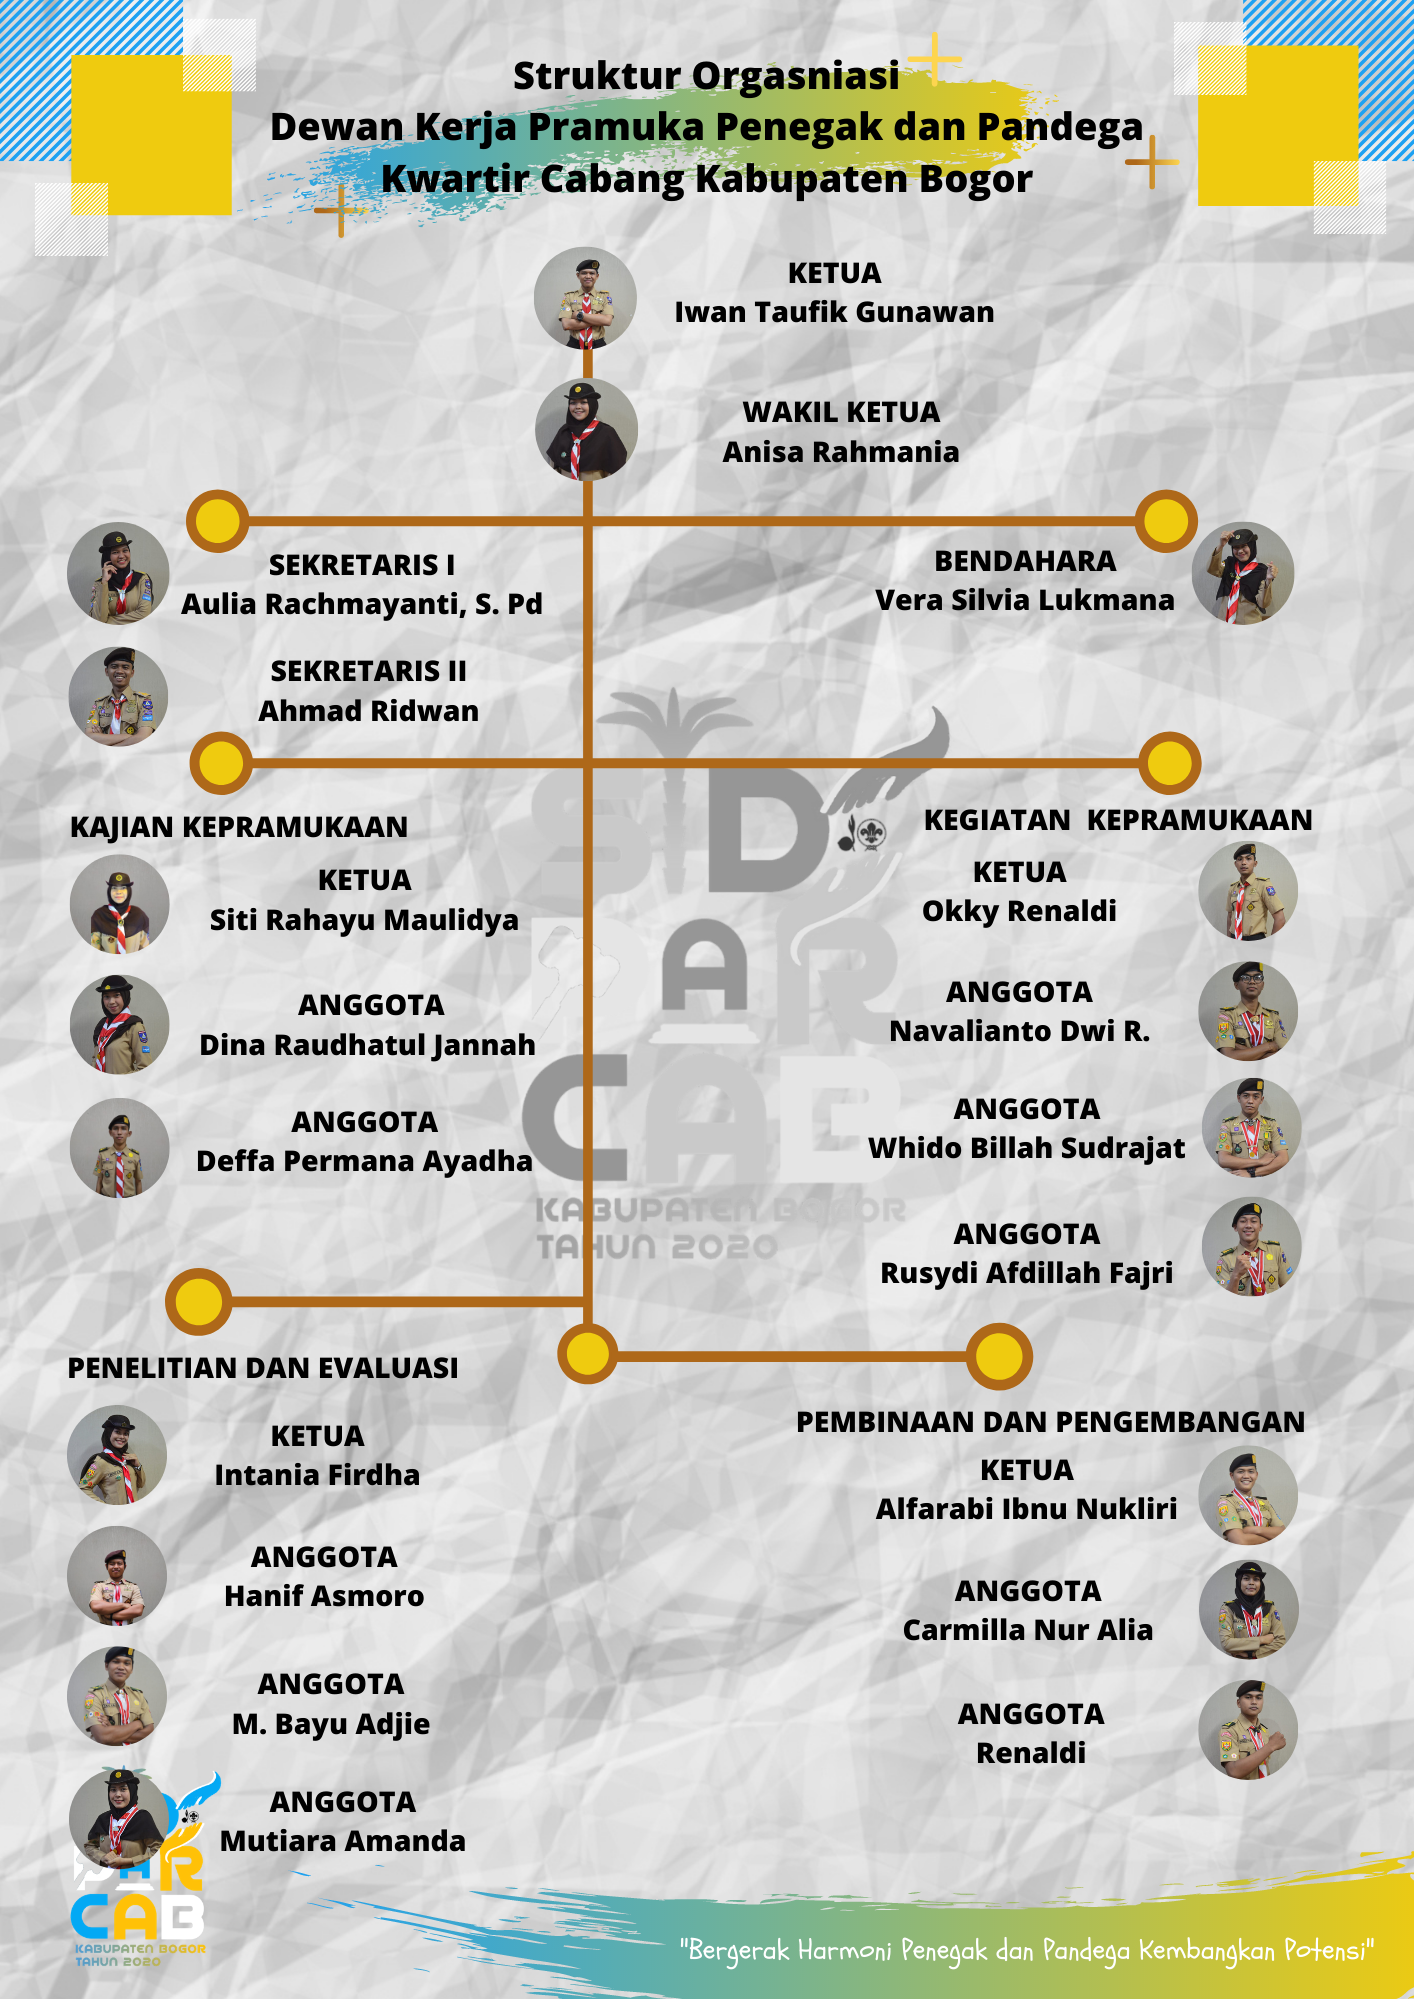 Struktur Orgasniasi
Dewan Kerja Pramuka Penegak dan Pandega
Kwartir Cabang Kabupaten Bogor
KETUA
Iwan Taufik Gunawan
WAKIL KETUA
Anisa Rahmania
SEKRETARIS I
Aulia Rachmayanti, S. Pd
BENDAHARA
Vera Silvia Lukmana
SEKRETARIS II
Ahmad Ridwan
KAJIAN KEPRAMUKAAN
KETUA
Siti Rahayu Maulidya
ANGGOTA
Dina Raudhatul Jannah
ANGGOTA
Deffa Permana Ayadha
KEGIATAN KEPRAMUKAAN
KETUA
Okky Renaldi
ANGGOTA
Navalianto Dwi R.
ANGGOTA
Whido Billah Sudrajat
ANGGOTA
Rusydi Afdillah Fajri
SID
AR
CAB
KABUPATEN BOGOR
TAHUN 2020
PENELITIAN DAN EVALUASI
KETUA
Intania Firdha
ANGGOTA
Hanif Asmoro
ANGGOTA
M. Bayu Adjie
ANGGOTA
Mutiara Amanda
PEMBINAAN DAN PENGEMBANGAN
KETUA
Alfarabi Ibnu Nukliri
ANGGOTA
Carmilla Nur Alia
ANGGOTA
Renaldi
AR
CAB
KABUPATEN BOGOR
TAHUN 2020
"Bergerak Harmoni Penegak dan Pandega Kembangkan Potensi"